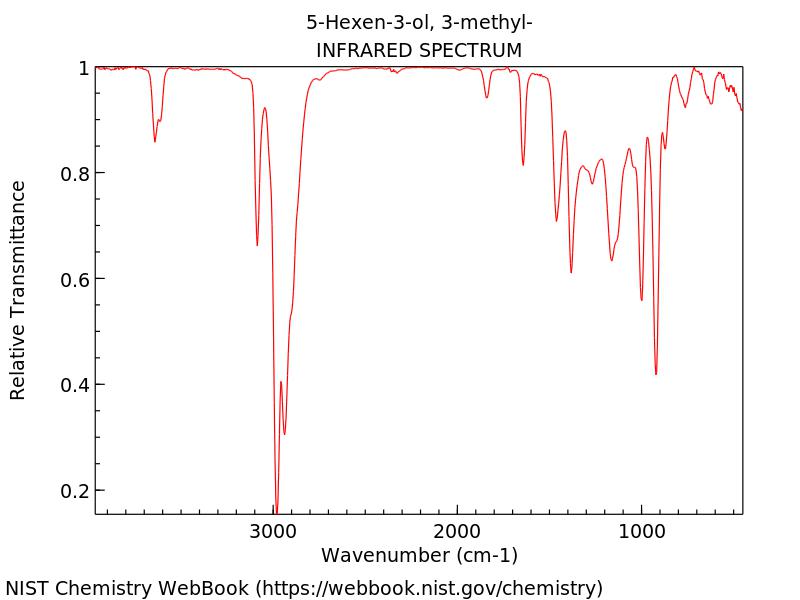 5-Hexen-3-ol, 3-methyl-
INFRARED SPECTRUM
1
0.8
0.6
0.4
0.2
Relative Transmittance
3000 2000 1000
Wavenumber (cm-1)
NIST Chemistry WebBook (https://webbook.nist.gov/chemistry)